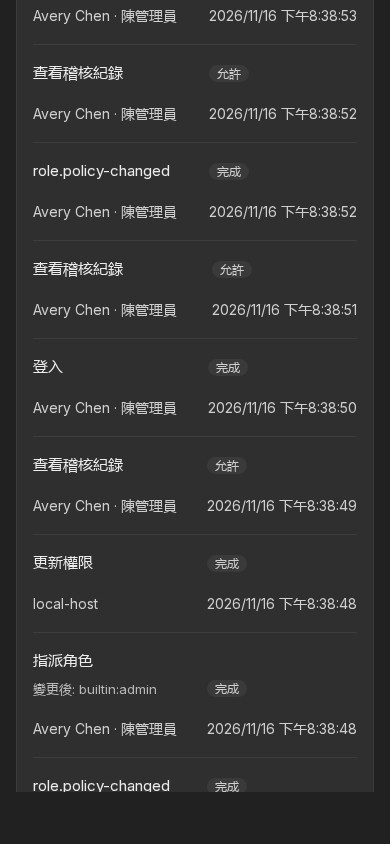 Avery Chen · 陳管理員 2026/11/16 下午8:38:53
查看稽核紀錄 允許
Avery Chen · 陳管理員 2026/11/16 下午8:38:52
role.policy-changed 完成
Avery Chen · 陳管理員 2026/11/16 下午8:38:52
查看稽核紀錄 允許
Avery Chen · 陳管理員 2026/11/16 下午8:38:51
登入 完成
Avery Chen · 陳管理員 2026/11/16 下午8:38:50
查看稽核紀錄 允許
Avery Chen · 陳管理員 2026/11/16 下午8:38:49
更新權限 完成
local-host 2026/11/16 下午8:38:48
指派角色
變更後: builtin:admin 完成
Avery Chen · 陳管理員 2026/11/16 下午8:38:48
role.policy-changed 完成